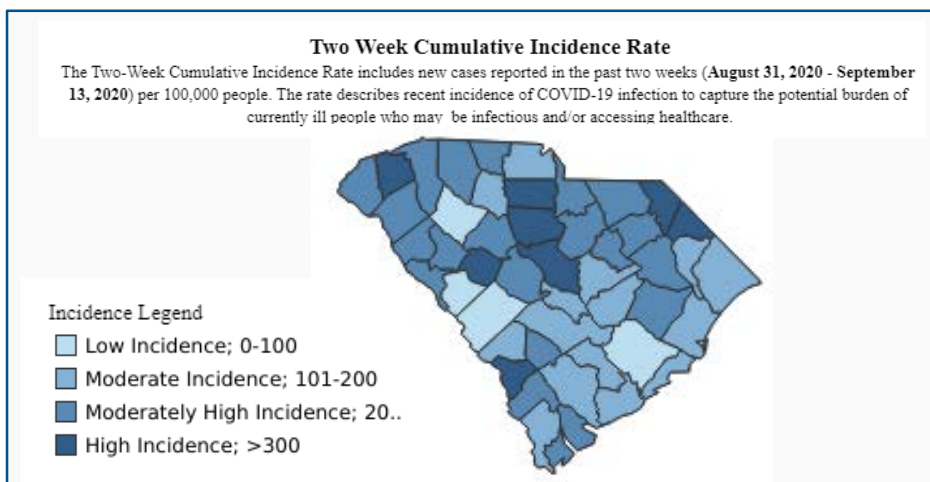 Two Week Cumulative Incidence Rate
The Two-Week Cumulative Incidence Rate includes new cases reported in the past two weeks (August 31, 2020 - September
13, 2020) per 100,000 people. The rate describes recent incidence of COVID-19 infection to capture the potential burden of
currently ill people who may be infectious and/or accessing healthcare.
Incidence Legend
Low Incidence; 0-100
Moderate Incidence; 101-200
Moderately High Incidence; 20..
High Incidence; >300